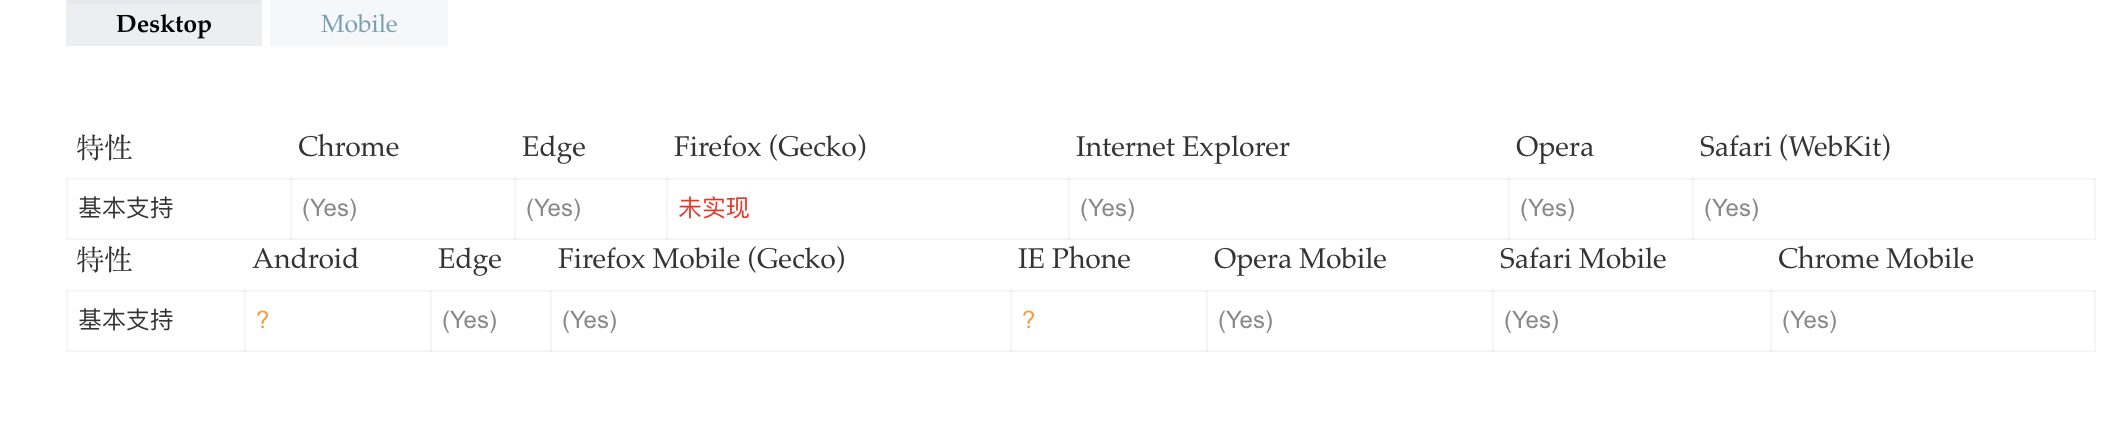 Desktop Mobile
特性 Chrome Edge Firefox (Gecko) Internet Explorer Opera Safari (WebKit)
基本支持 (Yes) (Yes) 未实现 (Yes) (Yes) (Yes)
特性 Android Edge Firefox Mobile (Gecko) IE Phone Opera Mobile Safari Mobile Chrome Mobile
基本支持 ? (Yes) (Yes) ? (Yes) (Yes) (Yes)